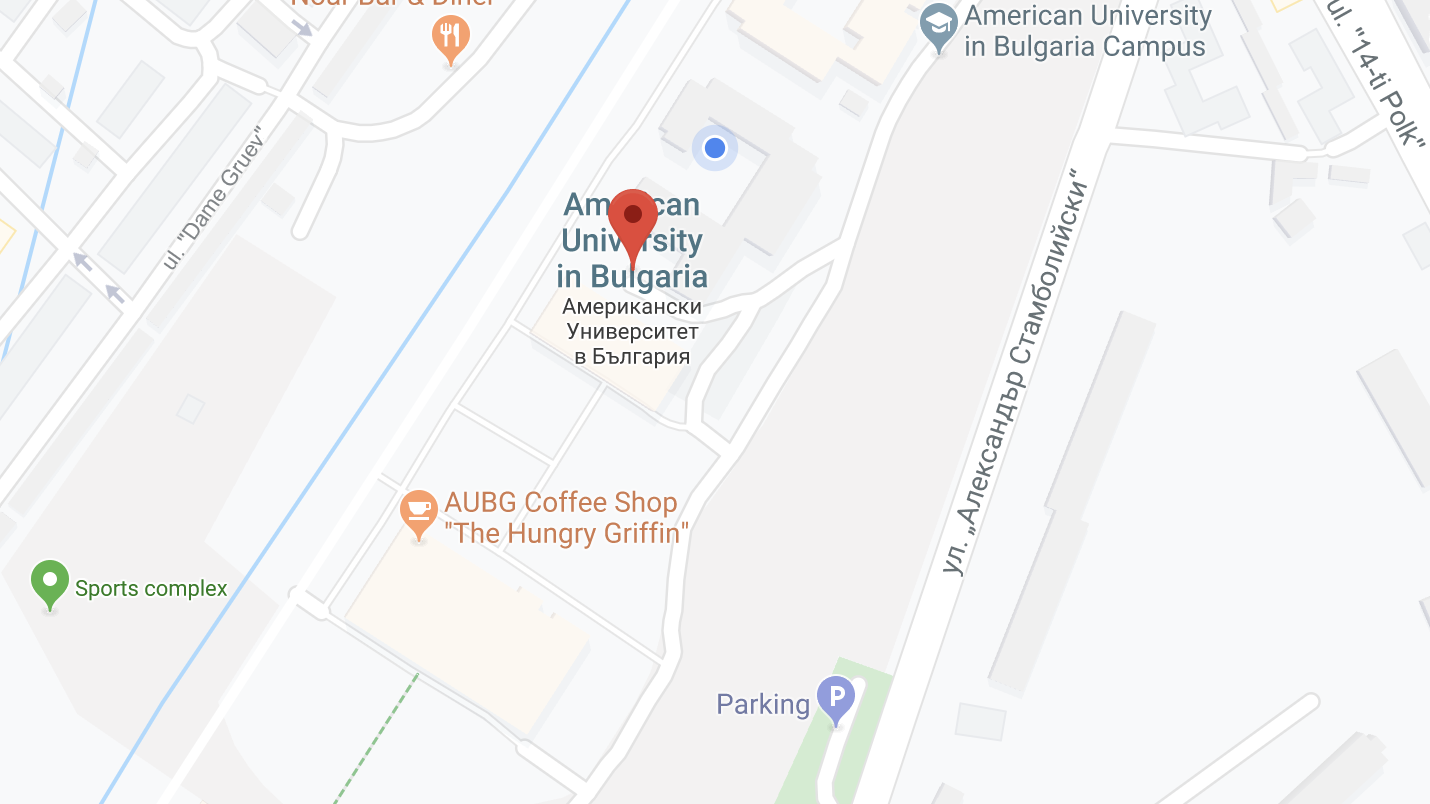 Nour Bar & Diner
American University
in Bulgaria Campus
ul. "14-ti Polk"
ul. "Dame Gruev"
American
University
in Bulgaria
Американски
Университет
в България
ул. „Александър Стамболийски“
AUBG Coffee Shop
"The Hungry Griffin"
Sports complex
Parking
P